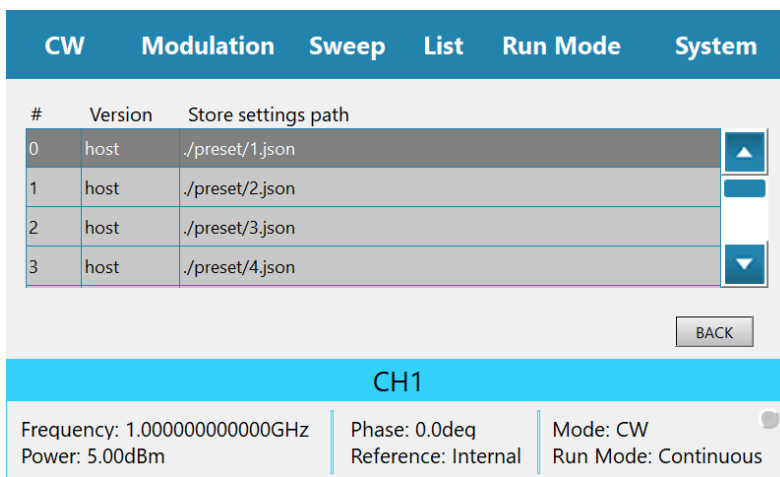 CW Modulation Sweep List Run Mode System
# Version Store settings path
0 host ./preset/1.json
1 host ./preset/2.json
2 host ./preset/3.json
3 host ./preset/4.json
BACK
CH1
Frequency: 1.000000000000GHz Phase: 0.0deg Mode: CW
Power: 5.00dBm Reference: Internal Run Mode: Continuous